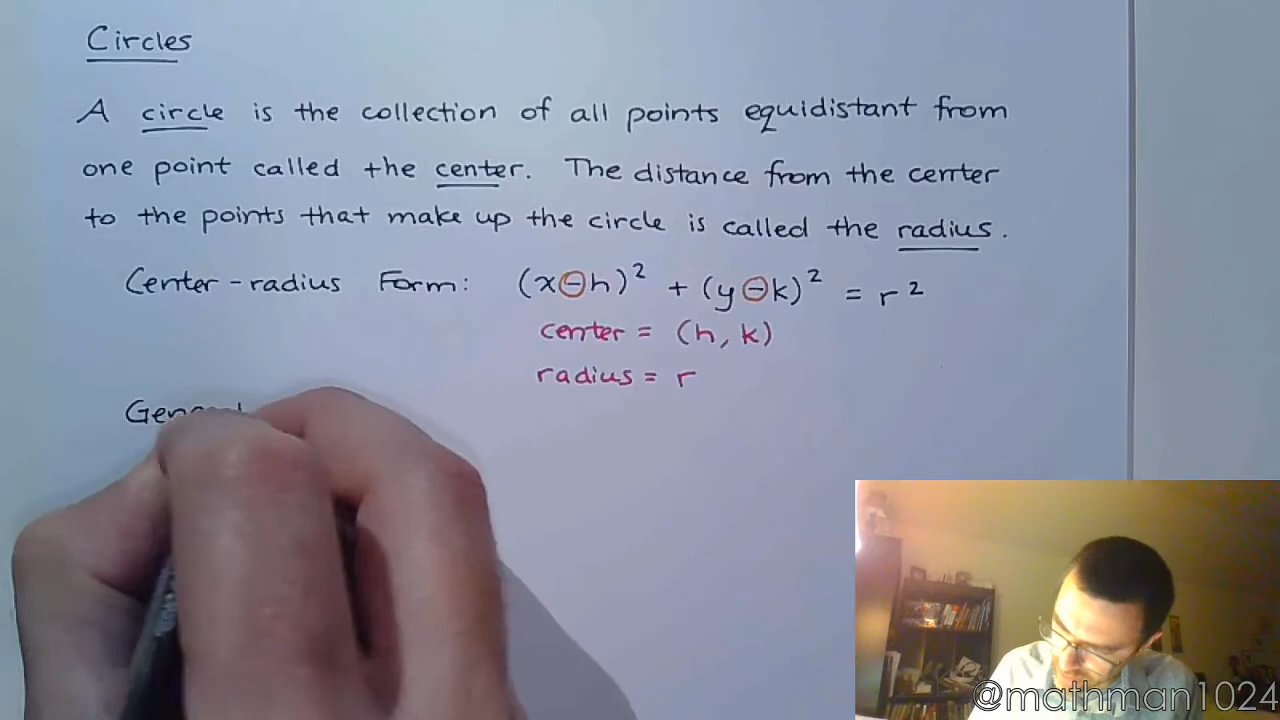 Circles
A circle is the collection of all points equidistant from
one point called the center. The distance from the center
to the points that make up the circle is called the radius.
Center-radius Form: (x-h)² + (y-k)² = r²
center = (h, k)
radius = r
@mathman1024